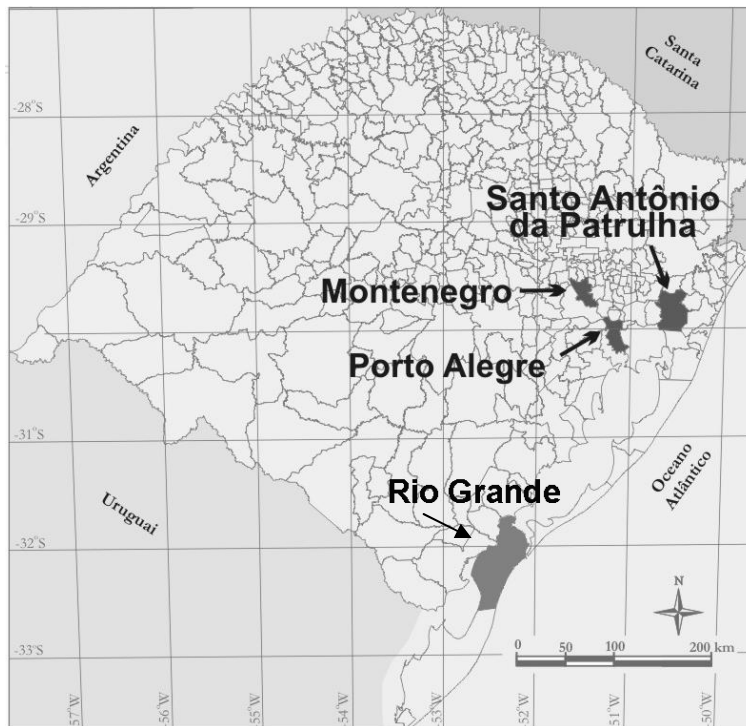 Santa
Catarina
-28°S
Argentina
Santo Antônio
da Patrulha
-29°S
Montenegro
Porto Alegre
-31°S
Rio Grande
Oceano
Atlântico
Uruguai
-32°S
N
0 50 100 200 km
-33°S
-57°W
-56°W
-55°W
-54°W
-53°W
-52°W
-51°W
-50°W